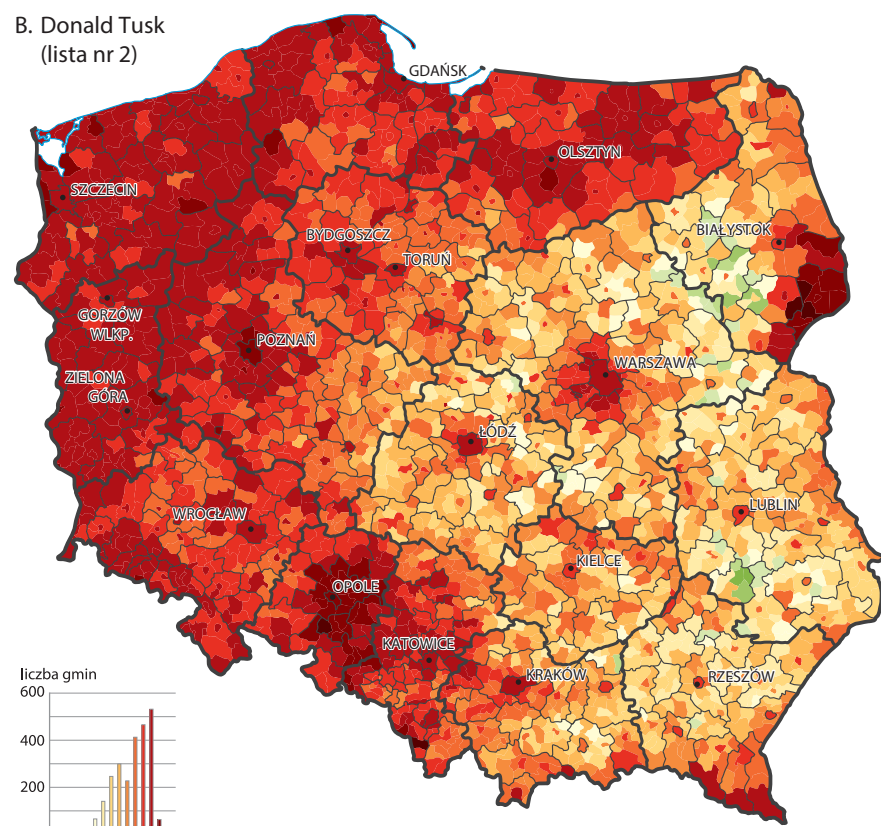 B. Donald Tusk
(lista nr 2)
GDAŃSK
OLSZTYN
SZCZECIN
BIAŁYSTOK
BYDGOSZCZ
TORUŃ
GORZÓW
WLKP.
POZNAŃ
WARSZAWA
ZIELONA
GÓRA
ŁÓDŹ
WROCŁAW
LUBLIN
KIELCE
OPOLE
KATOWICE
KRAKÓW
RZESZÓW
liczba gmin
600
400
200